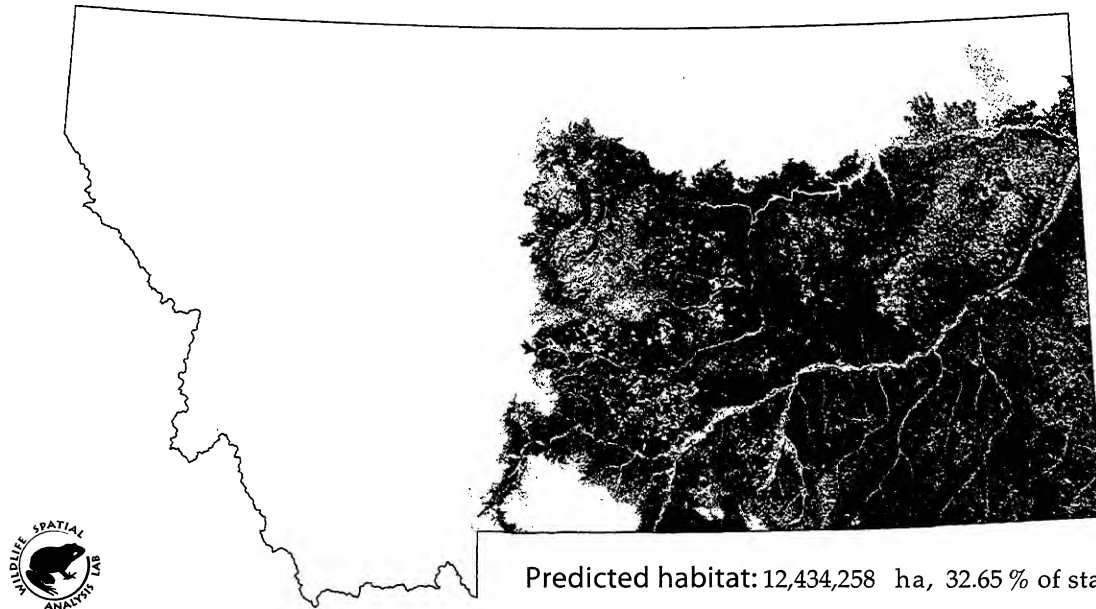 WILDLIFE SPATIAL
ANALYSIS LAB
Predicted habitat: 12,434,258 ha, 32.65 % of sta